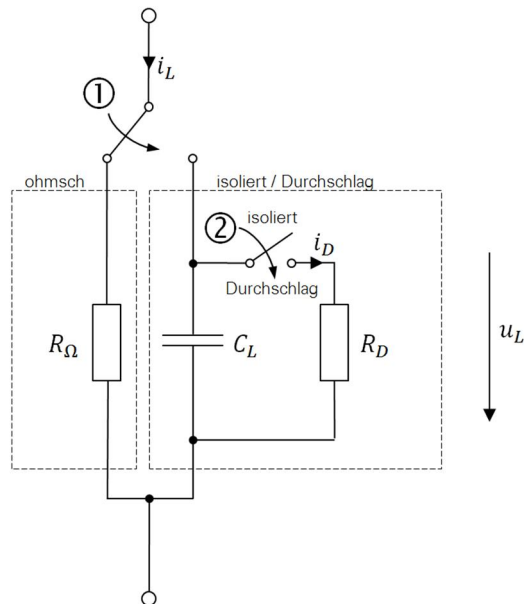 i_L
①
ohmsch
isoliert / Durchschlag
②
isoliert
i_D
Durchschlag
R_Ω
C_L
R_D
u_L